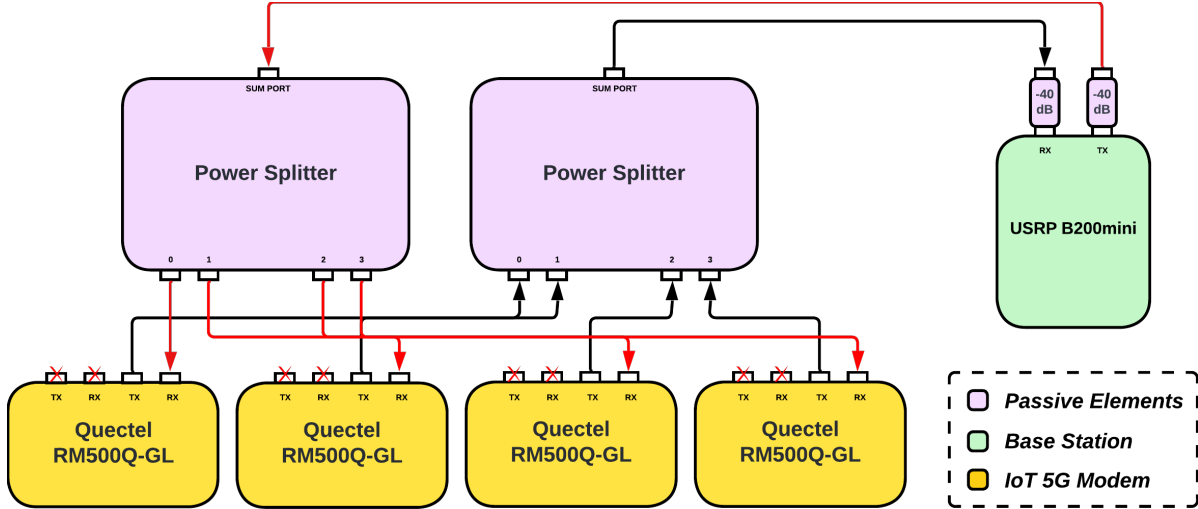 SUM PORT
SUM PORT
-40
dB
-40
dB
RX
TX
Power Splitter
Power Splitter
USRP B200mini
0
1
2
3
0
1
2
3
TX
RX
TX
RX
Quectel
RM500Q-GL
TX
RX
TX
RX
Quectel
RM500Q-GL
TX
RX
TX
RX
Quectel
RM500Q-GL
TX
RX
TX
RX
Quectel
RM500Q-GL
Passive Elements
Base Station
IoT 5G Modem